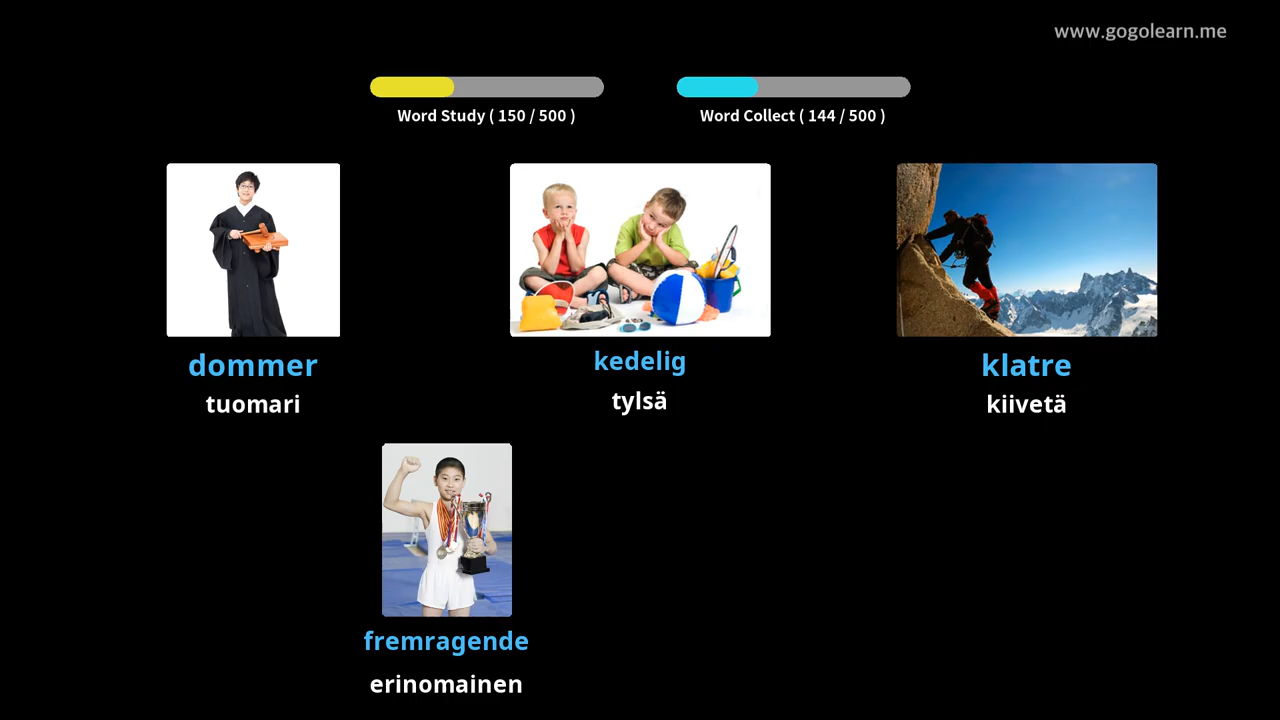 www.gogolearn.me
Word Study ( 150 / 500 )
Word Collect ( 144 / 500 )
dommer
tuomari
kedelig
tylsä
klatre
kiivetä
fremragende
erinomainen